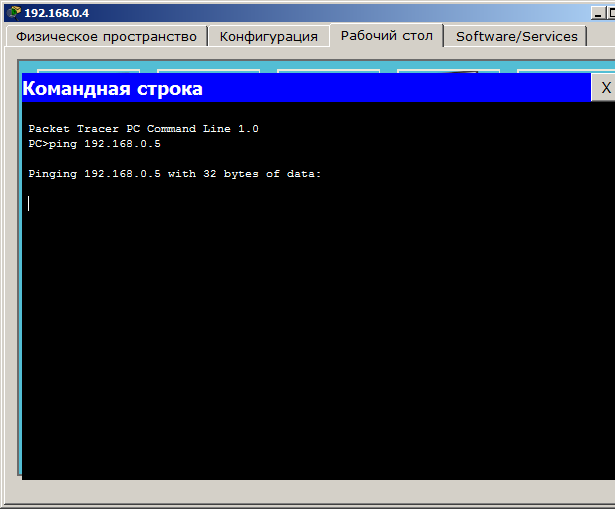 192.168.0.4
Физическое пространство Конфигурация Рабочий стол Software/Services
Командная строка X
Packet Tracer PC Command Line 1.0
PC>ping 192.168.0.5
Pinging 192.168.0.5 with 32 bytes of data: